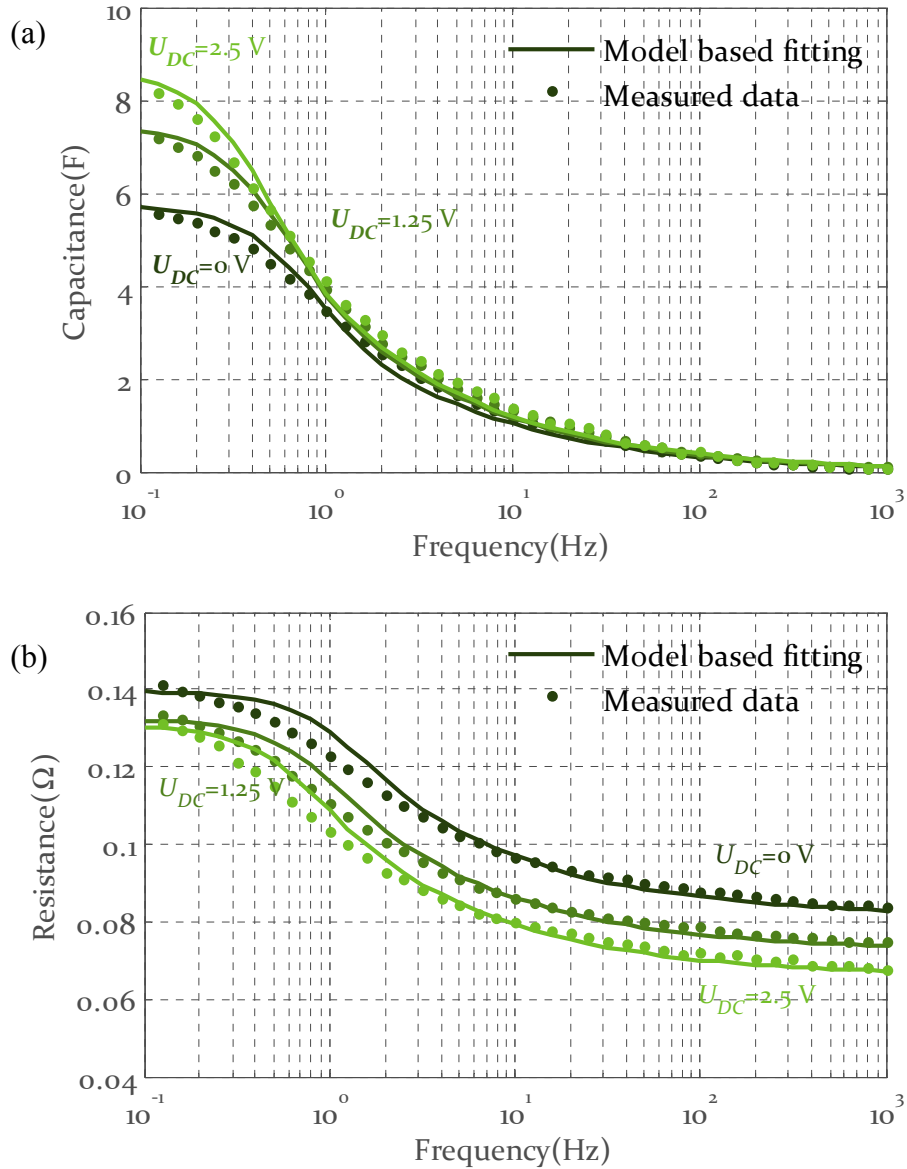 (a)
10
8
6
4
2
0
Capacitance(F)
U_DC=2.5 V
U_DC=1.25 V
U_DC=0 V
Model based fitting
Measured data
10^-1 10^0 10^1 10^2 10^3
Frequency(Hz)
(b)
0.16
0.14
0.12
0.1
0.08
0.06
0.04
Resistance(Ω)
Model based fitting
Measured data
U_DC=1.25 V
U_DC=0 V
U_DC=2.5 V
10^-1 10^0 10^1 10^2 10^3
Frequency(Hz)